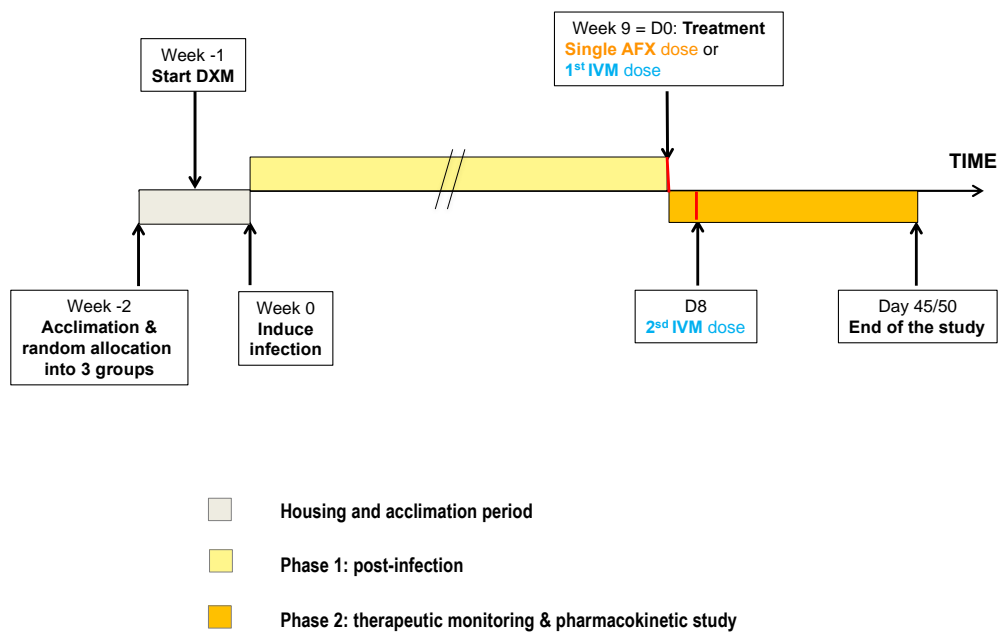 Week -1
Start DXM
Week 9 = D0: Treatment
Single AFX dose or
1st IVM dose
TIME
Week -2
Acclimation &
random allocation
into 3 groups
Week 0
Induce
infection
D8
2sd IVM dose
Day 45/50
End of the study
Housing and acclimation period
Phase 1: post-infection
Phase 2: therapeutic monitoring & pharmacokinetic study